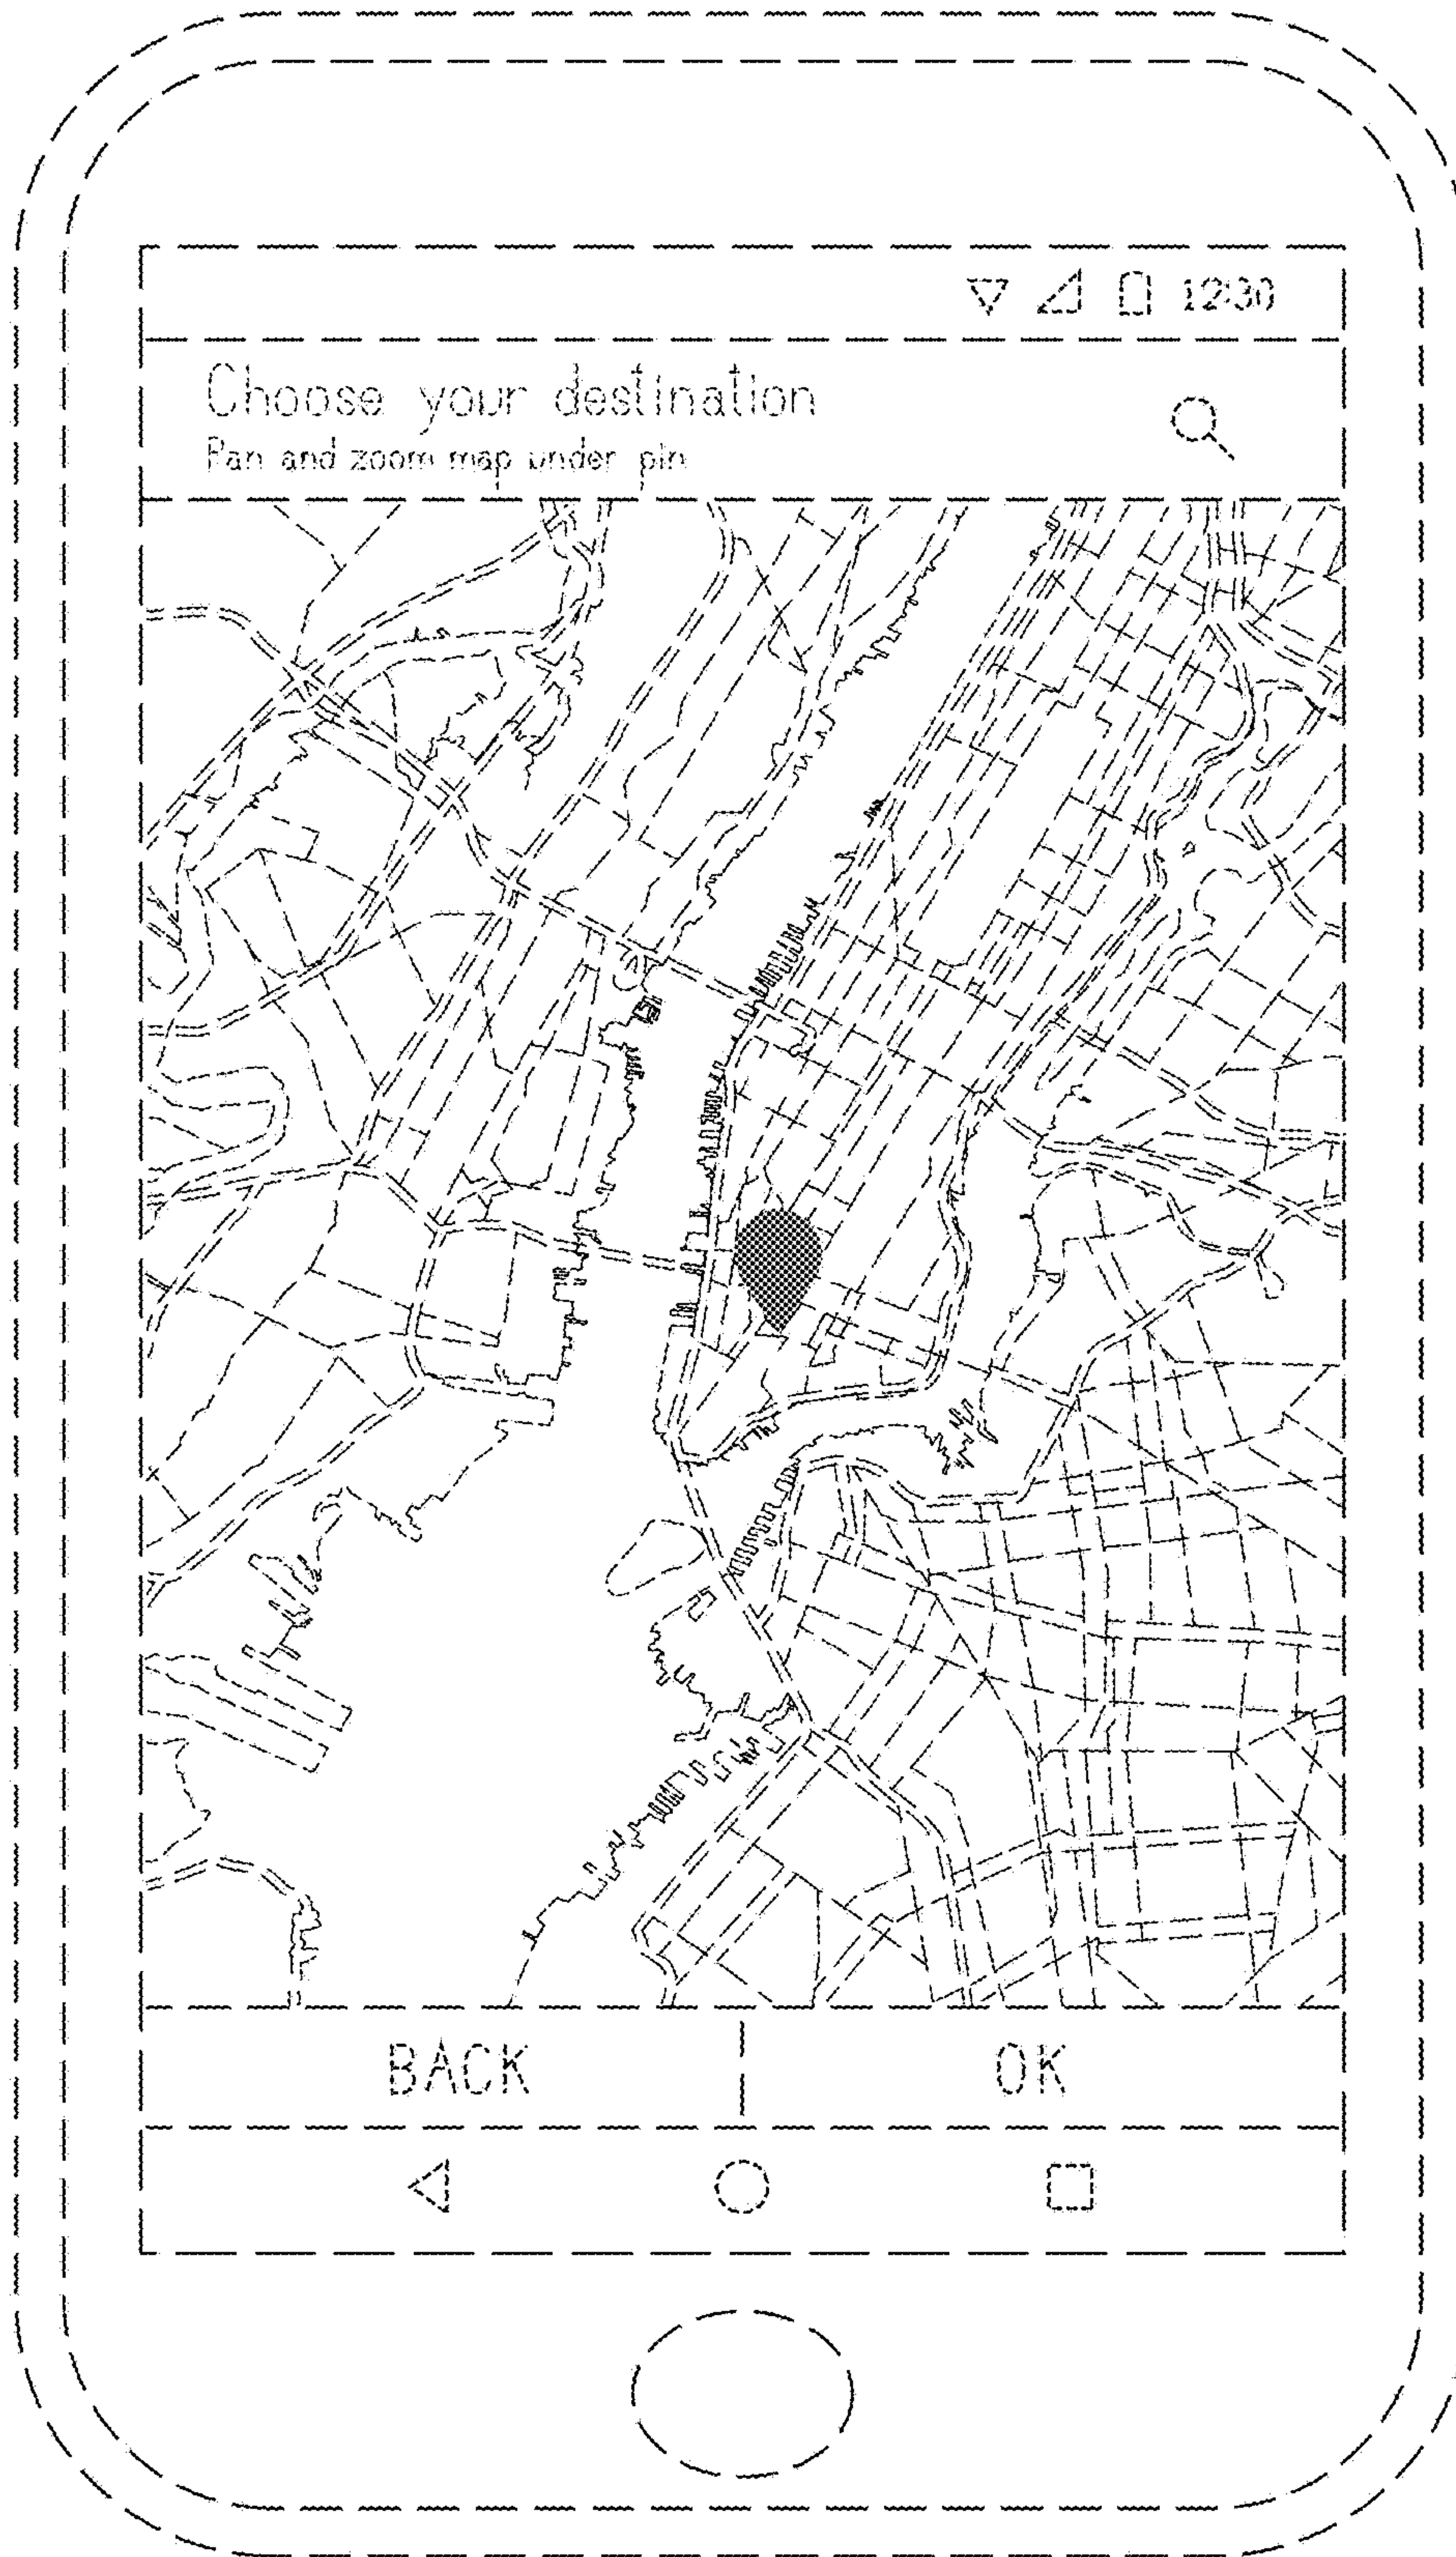 12:30
Choose your destination
Pan and zoom map under pin
BACK
OK